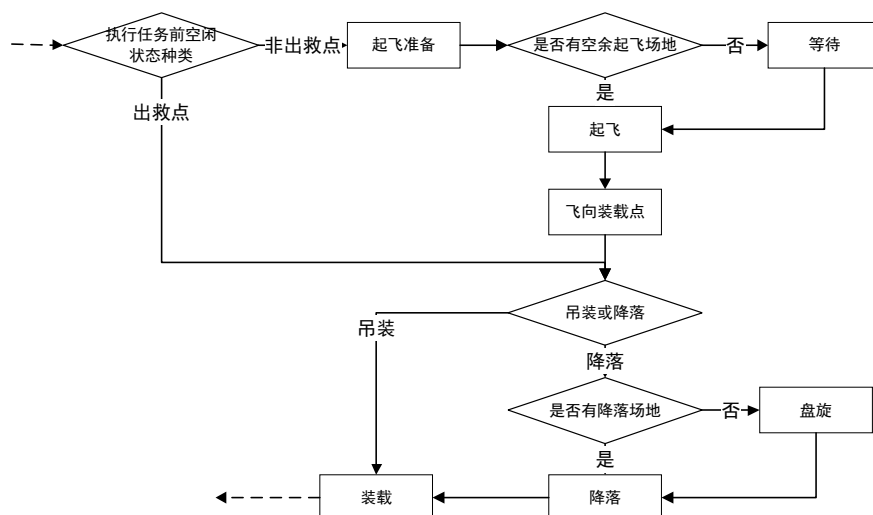 执行任务前空闲
状态种类
非出救点
起飞准备
是否有空余起飞场地
否
等待
出救点
是
起飞
飞向装载点
吊装或降落
吊装
降落
是否有降落场地
否
盘旋
是
装载
降落